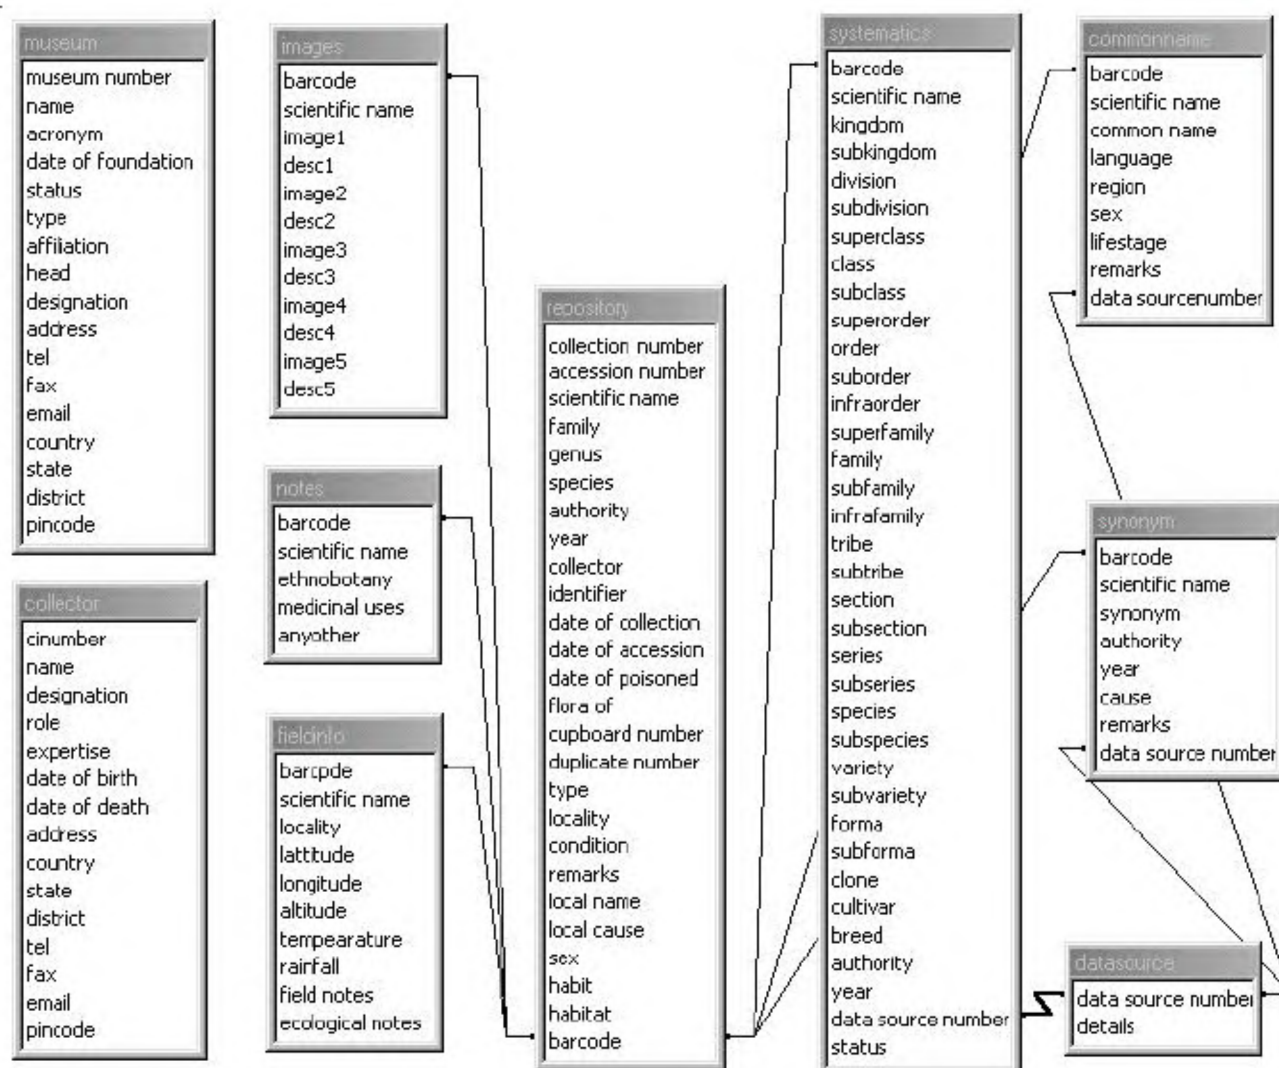 museum
museum number
name
acronym
date of foundation
status
type
affiliation
head
designation
address
tel
fax
email
country
state
district
pincode
collector
cinumber
name
designation
role
expertise
date of birth
date of death
address
country
state
district
tel
fax
email
pincode
images
barcode
scientific name
image1
desc1
image2
desc2
image3
desc3
image4
desc4
image5
desc5
notes
barcode
scientific name
ethnobotany
medicinal uses
anyother
fieldinfo
barcpde
scientific name
locality
lattitude
longitude
altitude
tempearature
rainfall
field notes
ecological notes
repository
collection number
accession number
scientific name
family
genus
species
authority
year
collector
identifier
date of collection
date of accession
date of poisoned
flora of
cupboard number
duplicate number
type
locality
condition
remarks
local name
local cause
sex
habit
habitat
barcode
systematics
barcode
scientific name
kingdom
subkingdom
division
subdivision
superclass
class
subclass
superorder
order
suborder
infraorder
superfamily
family
subfamily
infrafamily
tribe
subtribe
section
subsection
series
subseries
species
subspecies
variety
subvariety
forma
subforma
clone
cultivar
breed
authority
year
data source number
status
commonname
barcode
scientific name
common name
language
region
sex
lifestage
remarks
data sourcenumber
synonym
barcode
scientific name
synonym
authority
year
cause
remarks
data source number
datasource
data source number
details